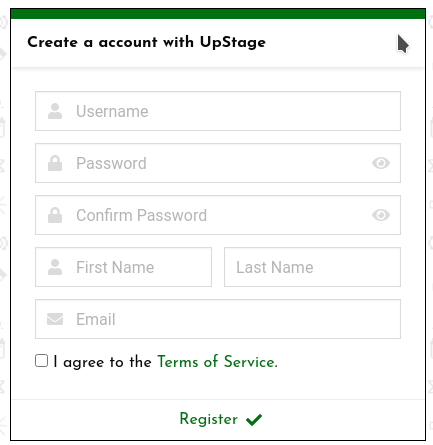 Create a account with UpStage
Username
Password
Confirm Password
First Name Last Name
Email
I agree to the Terms of Service.
Register